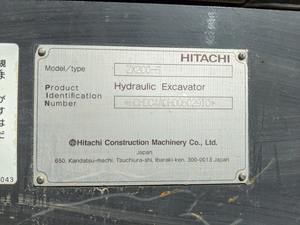 HITACHI
Model/type ZX200-5
Product Hydraulic Excavator
Identification
Number
Hitachi Construction Machinery Co., Ltd.
Japan
650, Kandatsu-machi, Tsuchiura-shi, Ibaraki-ken, 300-0013 Japan
043